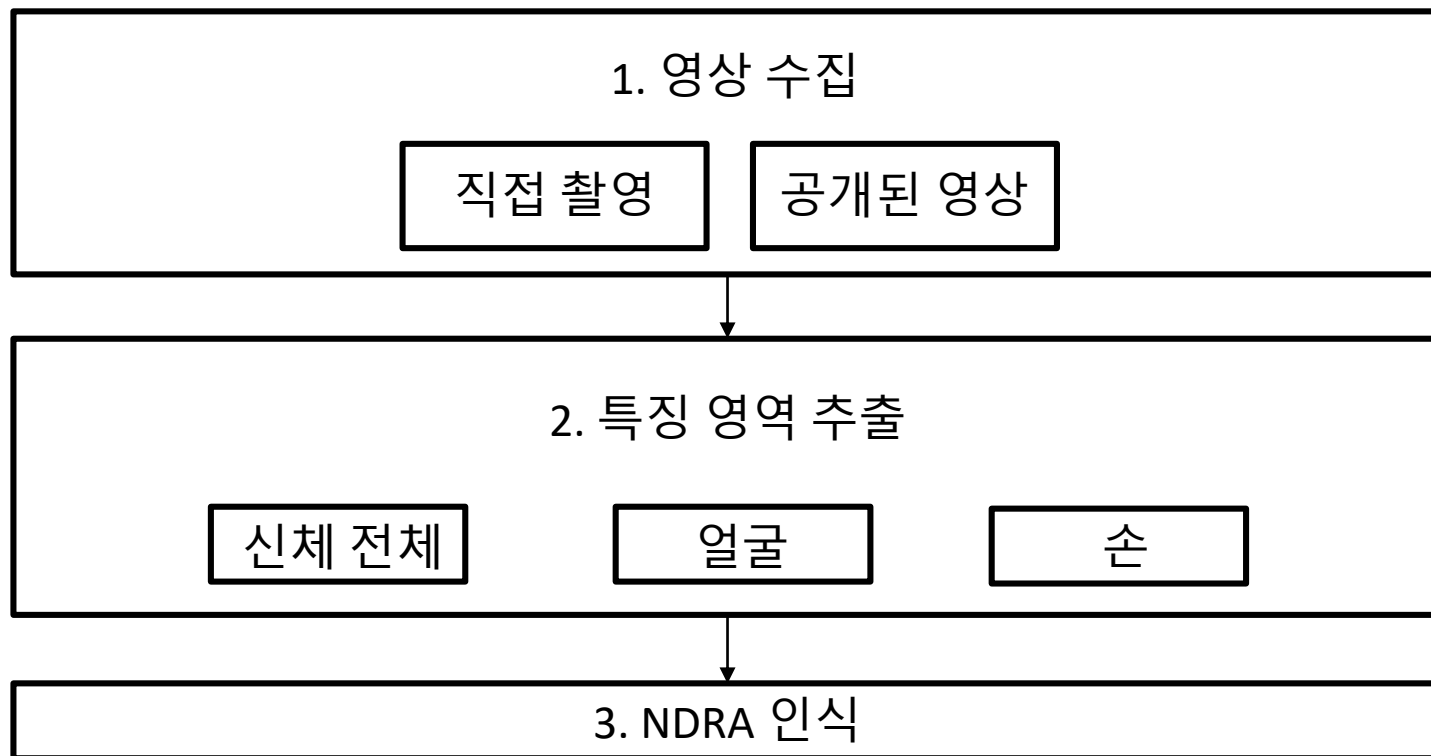 1. 영상 수집
직접 촬영
공개된 영상
2. 특징 영역 추출
신체 전체
얼굴
손
3. NDRA 인식